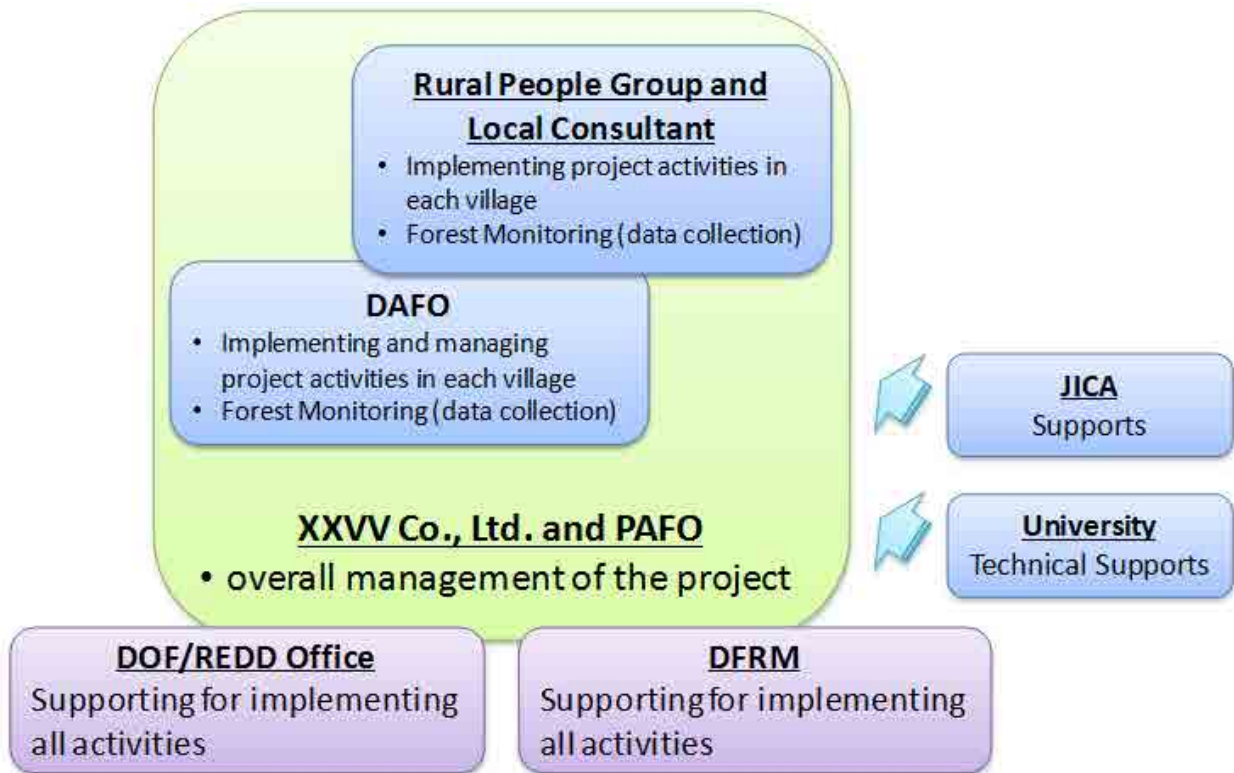 Rural People Group and
Local Consultant
• Implementing project activities in
each village
• Forest Monitoring (data collection)
DAFO
• Implementing and managing
project activities in each village
• Forest Monitoring (data collection)
XXVV Co., Ltd. and PAFO
• overall management of the project
JICA
Supports
University
Technical Supports
DOF/REDD Office
Supporting for implementing
all activities
DFRM
Supporting for implementing
all activities